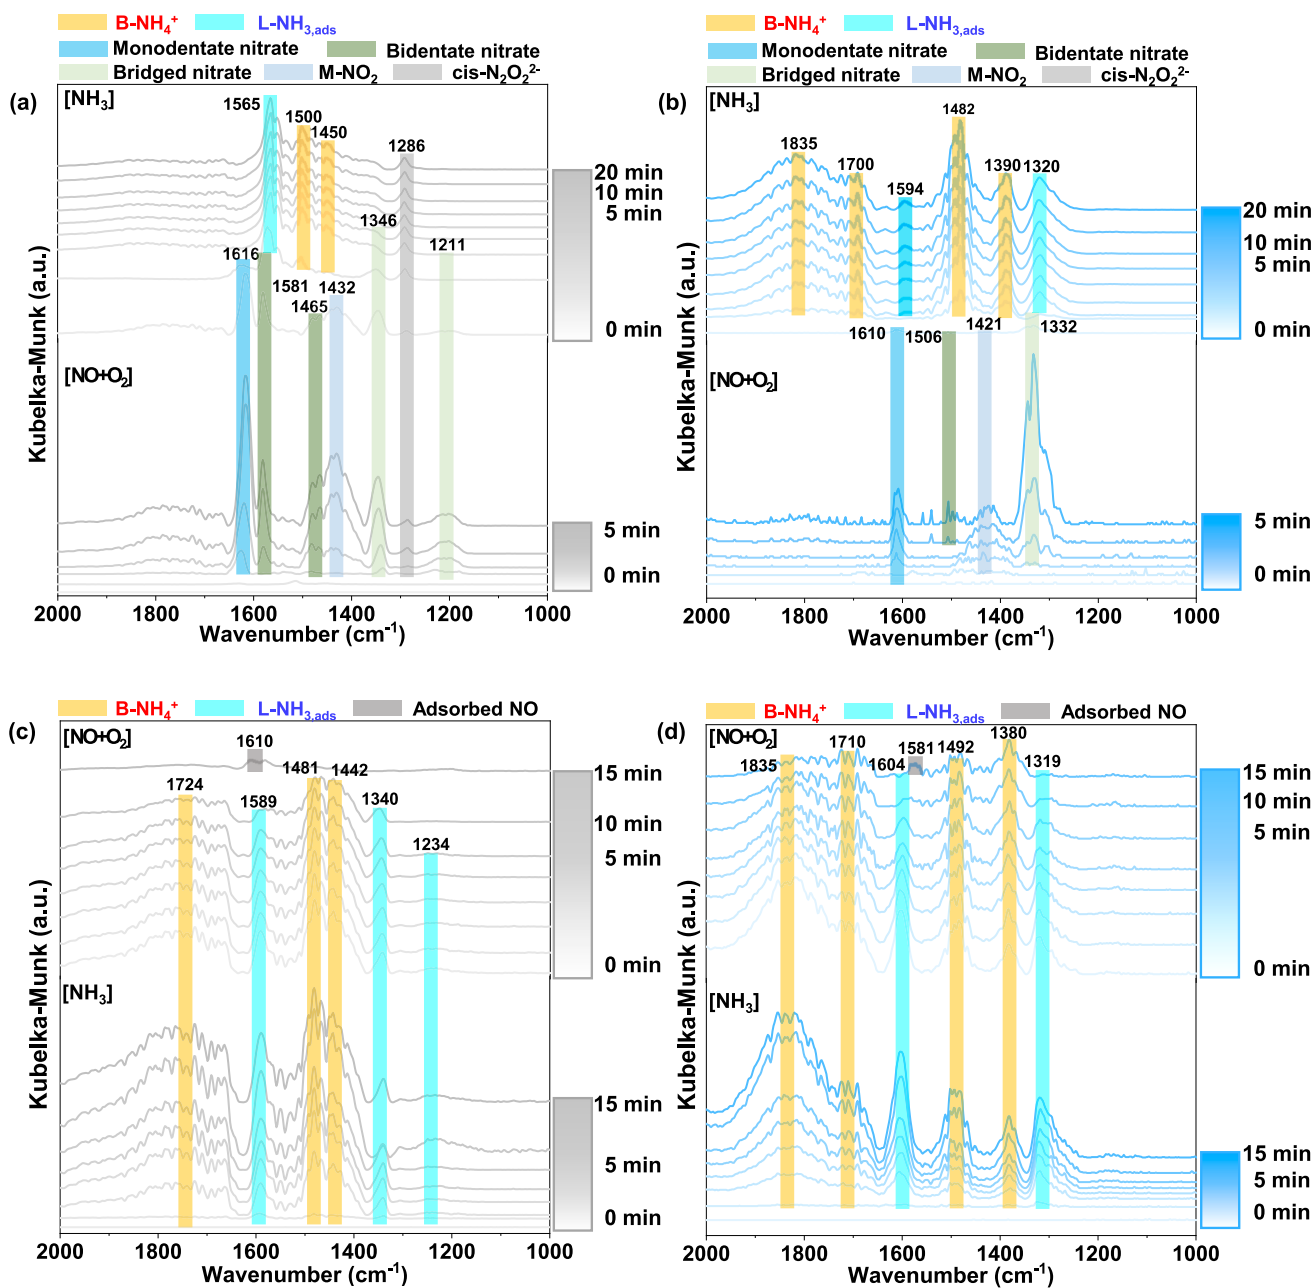 B-NH₄⁺ L-NH₃,ads
Monodentate nitrate Bidentate nitrate
Bridged nitrate M-NO₂ cis-N₂O₂²⁻
(a)
[NH₃]
1565
1500
1450
1286
1346
1211
1616
1581
1465
1432
20 min
10 min
5 min
0 min
[NO+O₂]
5 min
0 min
Kubelka-Munk (a.u.)
2000 1800 1600 1400 1200 1000
Wavenumber (cm⁻¹)
B-NH₄⁺ L-NH₃,ads
Monodentate nitrate Bidentate nitrate
Bridged nitrate M-NO₂ cis-N₂O₂²⁻
(b)
[NH₃]
1835
1700
1594
1482
1390
1320
1610
1506
1421
1332
20 min
10 min
5 min
0 min
[NO+O₂]
5 min
0 min
Kubelka-Munk (a.u.)
2000 1800 1600 1400 1200 1000
Wavenumber (cm⁻¹)
B-NH₄⁺ L-NH₃,ads Adsorbed NO
(c)
[NO+O₂]
1610
1724
1589
1481
1442
1340
1234
15 min
10 min
5 min
0 min
[NH₃]
15 min
5 min
0 min
Kubelka-Munk (a.u.)
2000 1800 1600 1400 1200 1000
Wavenumber (cm⁻¹)
B-NH₄⁺ L-NH₃,ads Adsorbed NO
(d)
[NO+O₂]
1835
1710
1604
1581
1492
1380
1319
15 min
10 min
5 min
0 min
[NH₃]
15 min
5 min
0 min
Kubelka-Munk (a.u.)
2000 1800 1600 1400 1200 1000
Wavenumber (cm⁻¹)